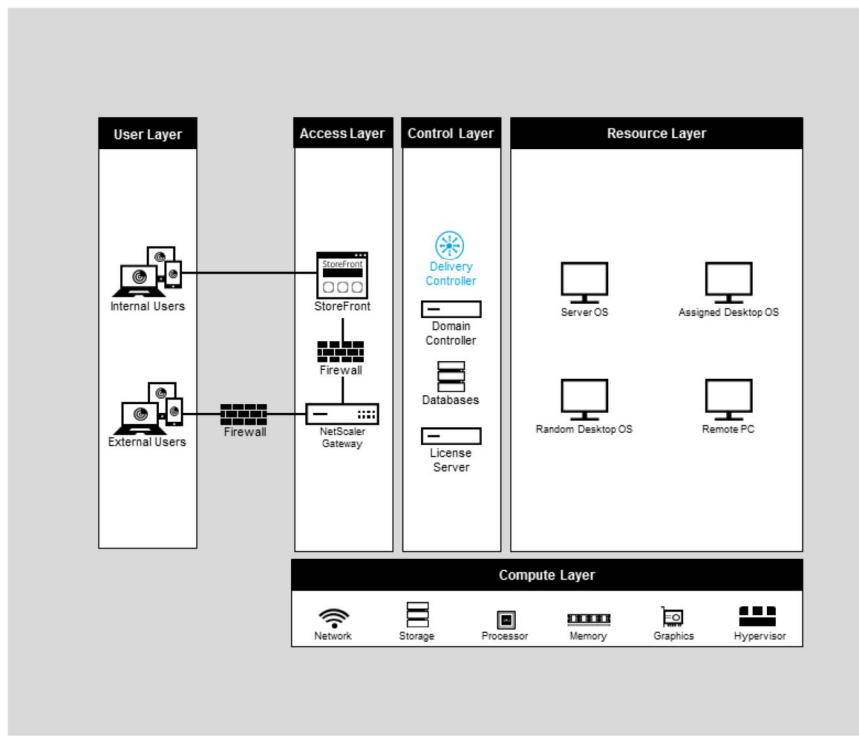 User Layer
Access Layer
Control Layer
Resource Layer
Internal Users
StoreFront
StoreFront
Delivery
Controller
Server OS
Assigned Desktop OS
Domain
Controller
Firewall
Databases
External Users
Firewall
NetScaler
Gateway
License
Server
Random Desktop OS
Remote PC
Compute Layer
Network
Storage
Processor
Memory
Graphics
Hypervisor